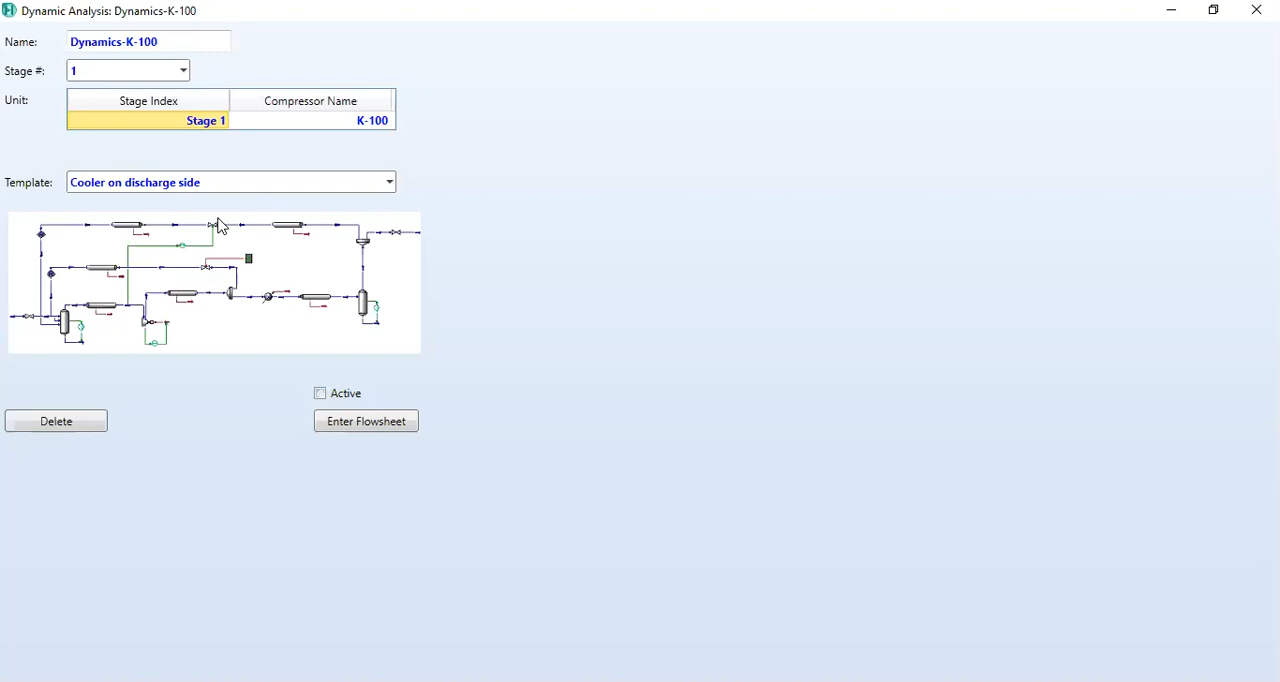 Dynamic Analysis: Dynamics-K-100
Name: Dynamics-K-100
Stage #: 1
Unit: Stage Index Compressor Name
Stage 1 K-100
Template: Cooler on discharge side
Active
Delete Enter Flowsheet